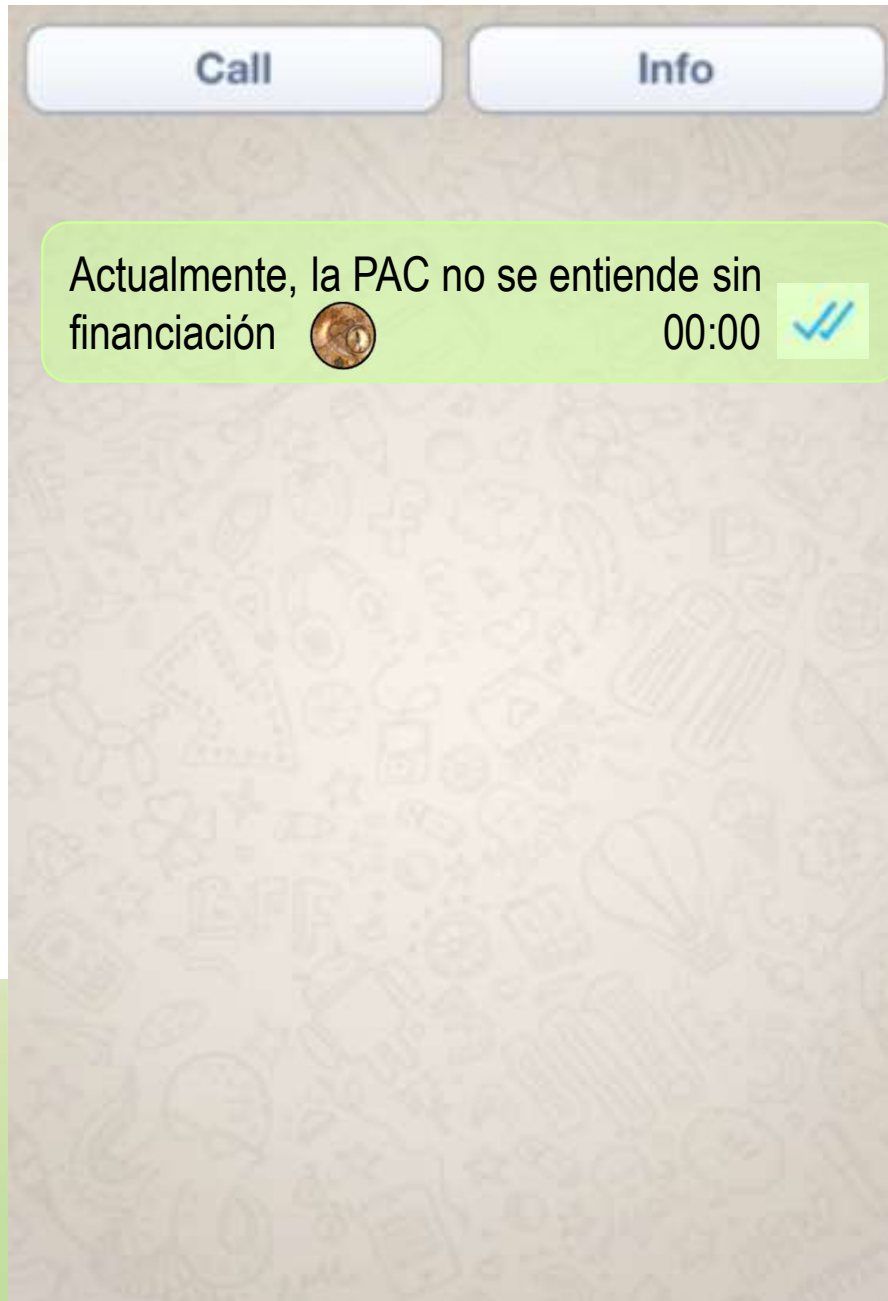 Call Info
Actualmente, la PAC no se entiende sin
financiación 00:00